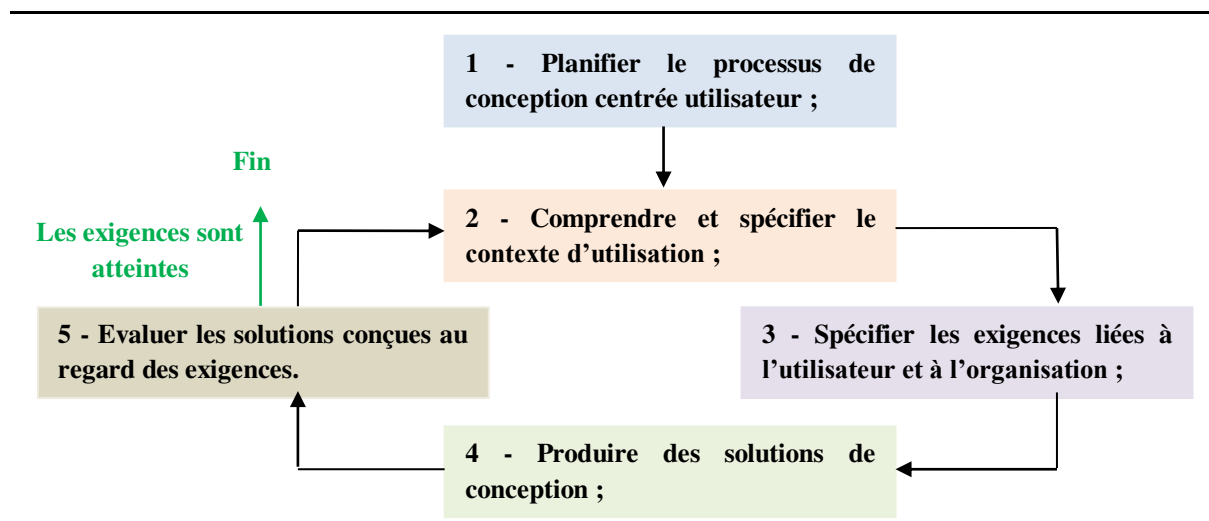 1 - Planifier le processus de
conception centrée utilisateur ;
Fin
2 - Comprendre et spécifier le
contexte d’utilisation ;
Les exigences sont
atteintes
5 - Evaluer les solutions conçues au
regard des exigences.
3 - Spécifier les exigences liées à
l’utilisateur et à l’organisation ;
4 - Produire des solutions de
conception ;